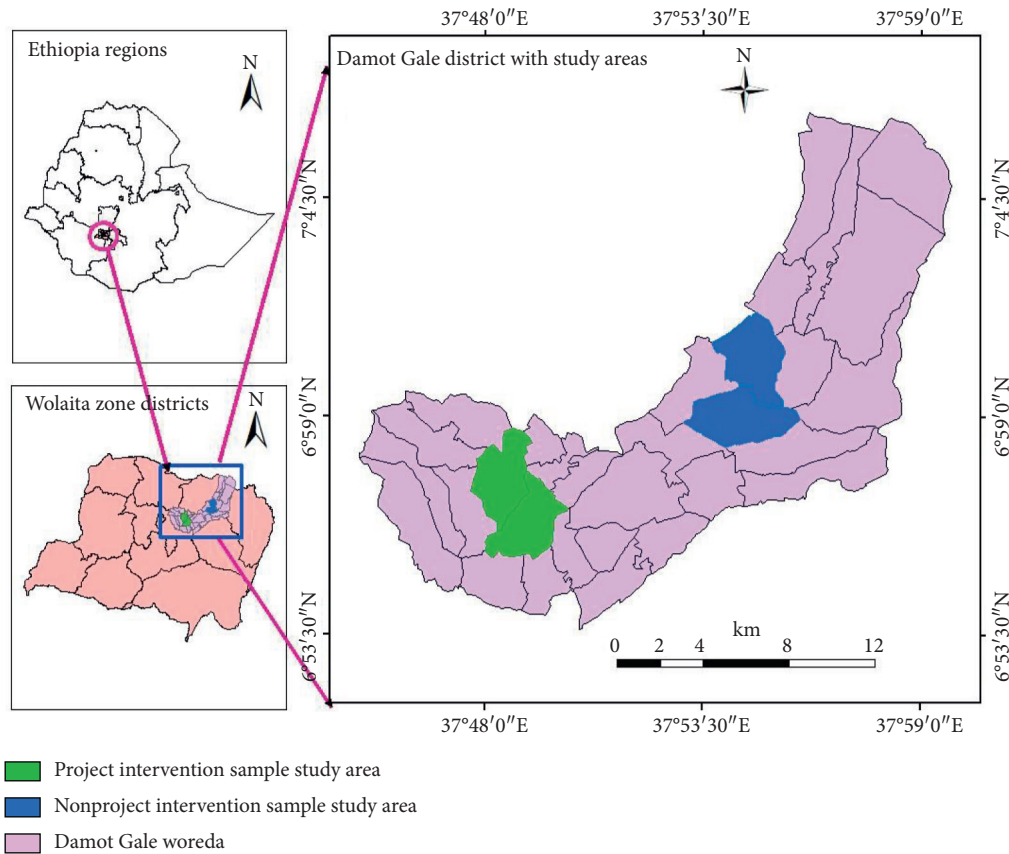 Ethiopia regions
N
Wolaita zone districts
N
37°48′0″E 37°53′30″E 37°59′0″E
Damot Gale district with study areas
N
7°4′30″N 7°4′30″N
6°59′0″N 6°59′0″N
6°53′30″N 6°53′30″N
km
0 2 4 8 12
37°48′0″E 37°53′30″E 37°59′0″E
Project intervention sample study area
Nonproject intervention sample study area
Damot Gale woreda